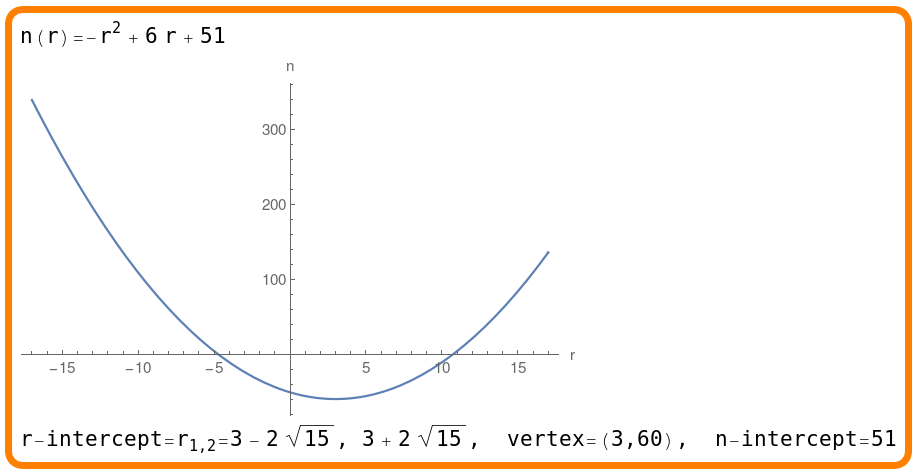 n(r)=-r² + 6 r + 51
n
300
200
100
-15 -10 -5 5 10 15 r
r-intercept=r₁,₂=3 - 2 √15, 3 + 2 √15, vertex=(3,60), n-intercept=51